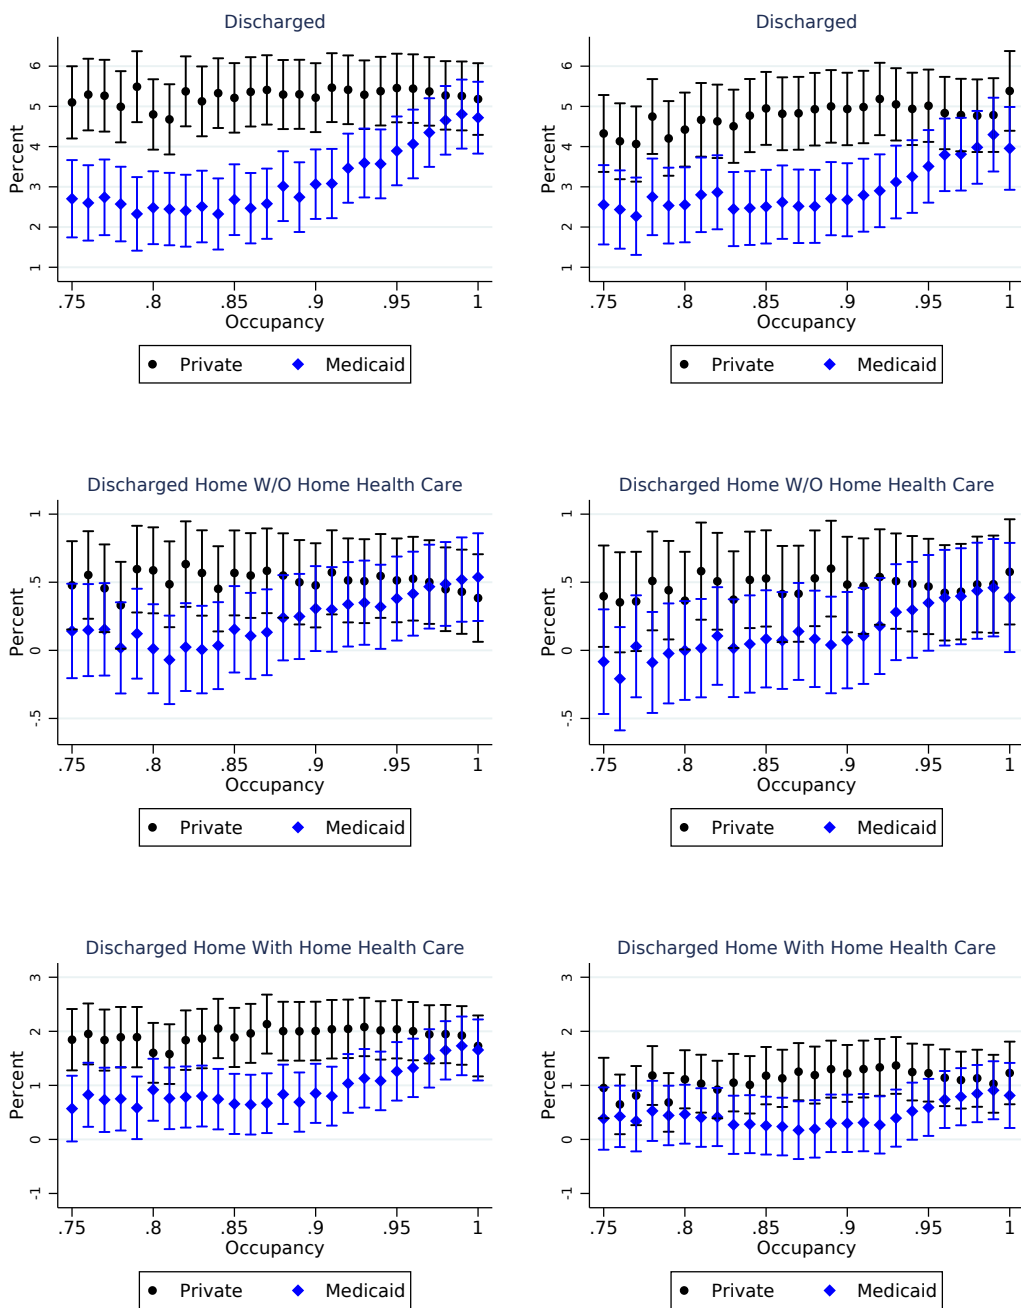 Discharged
Percent
6
5
4
3
2
1
.75 .8 .85 .9 .95 1
Occupancy
Private Medicaid
Discharged
Percent
6
5
4
3
2
1
.75 .8 .85 .9 .95 1
Occupancy
Private Medicaid
Discharged Home W/O Home Health Care
Percent
1
.5
0
-.5
.75 .8 .85 .9 .95 1
Occupancy
Private Medicaid
Discharged Home W/O Home Health Care
Percent
1
.5
0
-.5
.75 .8 .85 .9 .95 1
Occupancy
Private Medicaid
Discharged Home With Home Health Care
Percent
3
2
1
0
-1
.75 .8 .85 .9 .95 1
Occupancy
Private Medicaid
Discharged Home With Home Health Care
Percent
3
2
1
0
-1
.75 .8 .85 .9 .95 1
Occupancy
Private Medicaid